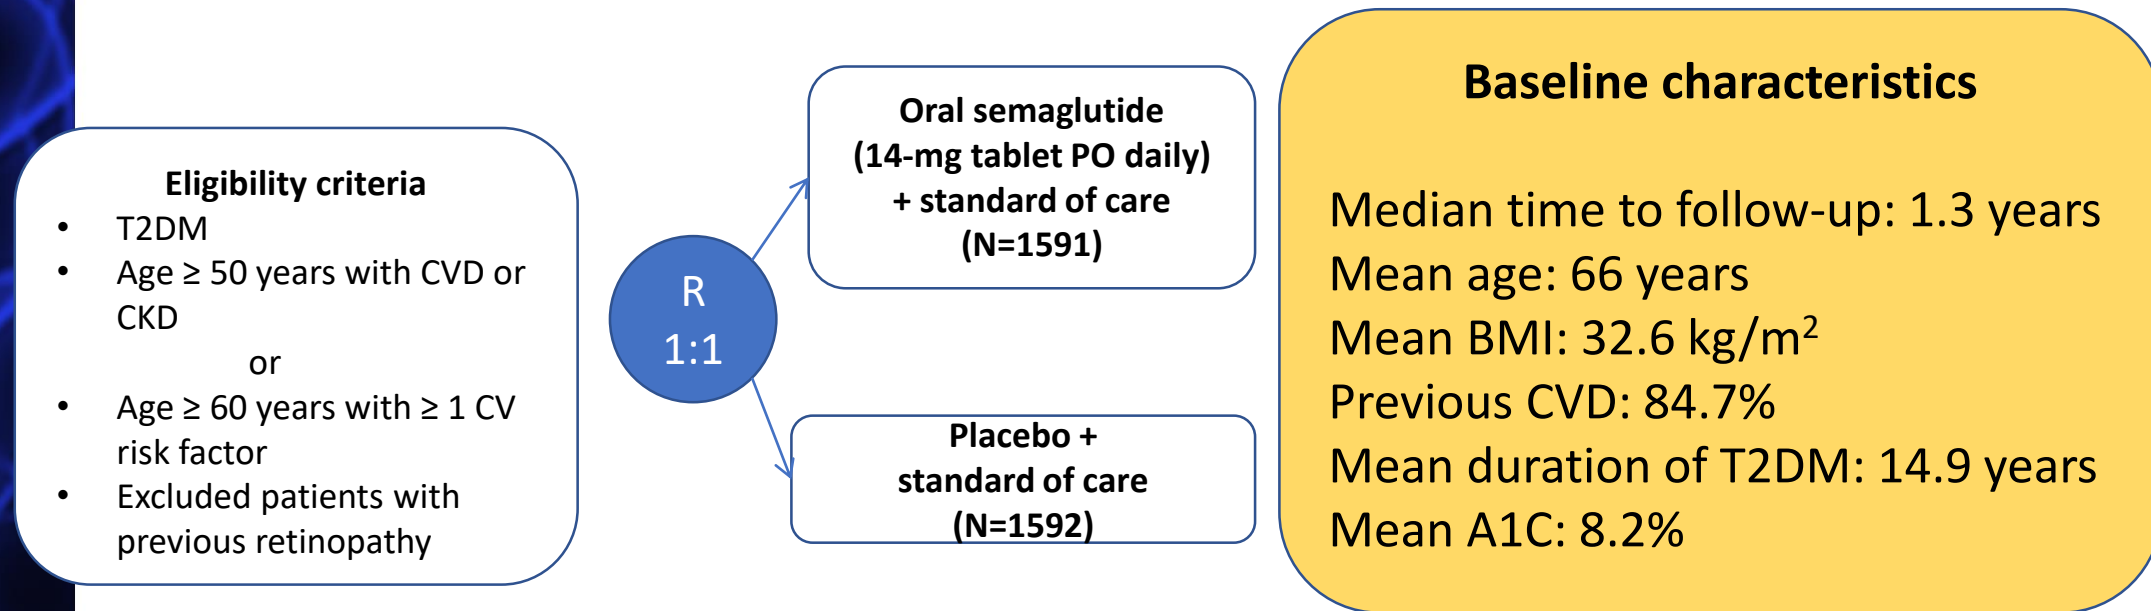 Eligibility criteria
• T2DM
• Age ≥ 50 years with CVD or
CKD
or
• Age ≥ 60 years with ≥ 1 CV
risk factor
• Excluded patients with
previous retinopathy
R
1:1
Oral semaglutide
(14-mg tablet PO daily)
+ standard of care
(N=1591)
Placebo +
standard of care
(N=1592)
Baseline characteristics
Median time to follow-up: 1.3 years
Mean age: 66 years
Mean BMI: 32.6 kg/m²
Previous CVD: 84.7%
Mean duration of T2DM: 14.9 years
Mean A1C: 8.2%